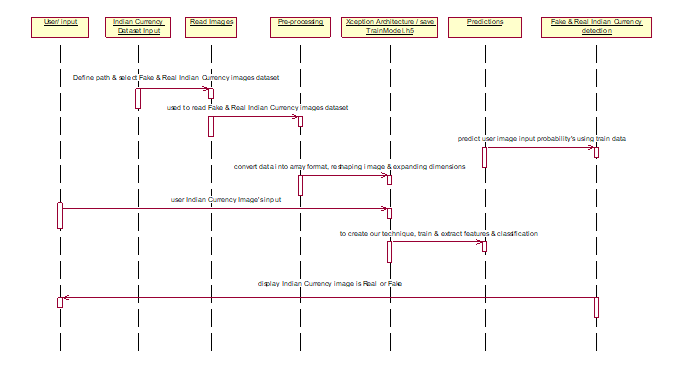 User/ input
Indian Currency
Dataset Input
Read Images
Pre-processing
Xception Architecture / save
TrainModel.h5
Predictions
Fake & Real Indian Currency
detection
Define path & select Fake & Real Indian Currency images dataset
used to read Fake & Real Indian Currency images dataset
predict user image input probability's using train data
convert data into array format, reshaping image & expanding dimensions
user Indian Currency Image's input
to create our technique, train & extract features & classification
display Indian Currency image is Real or Fake